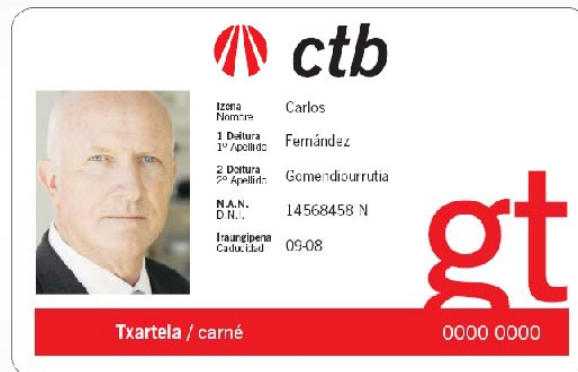 ctb
Izena
Nombre
Carlos
1 Deitura
1º Apellido
Fernández
2 Deitura
2º Apellido
Gomendiourrutia
N.A.N.
D.N.I.
14568458 N
Iraungipena
Caducidad
09-08
gt
Txartela / carné
0000 0000